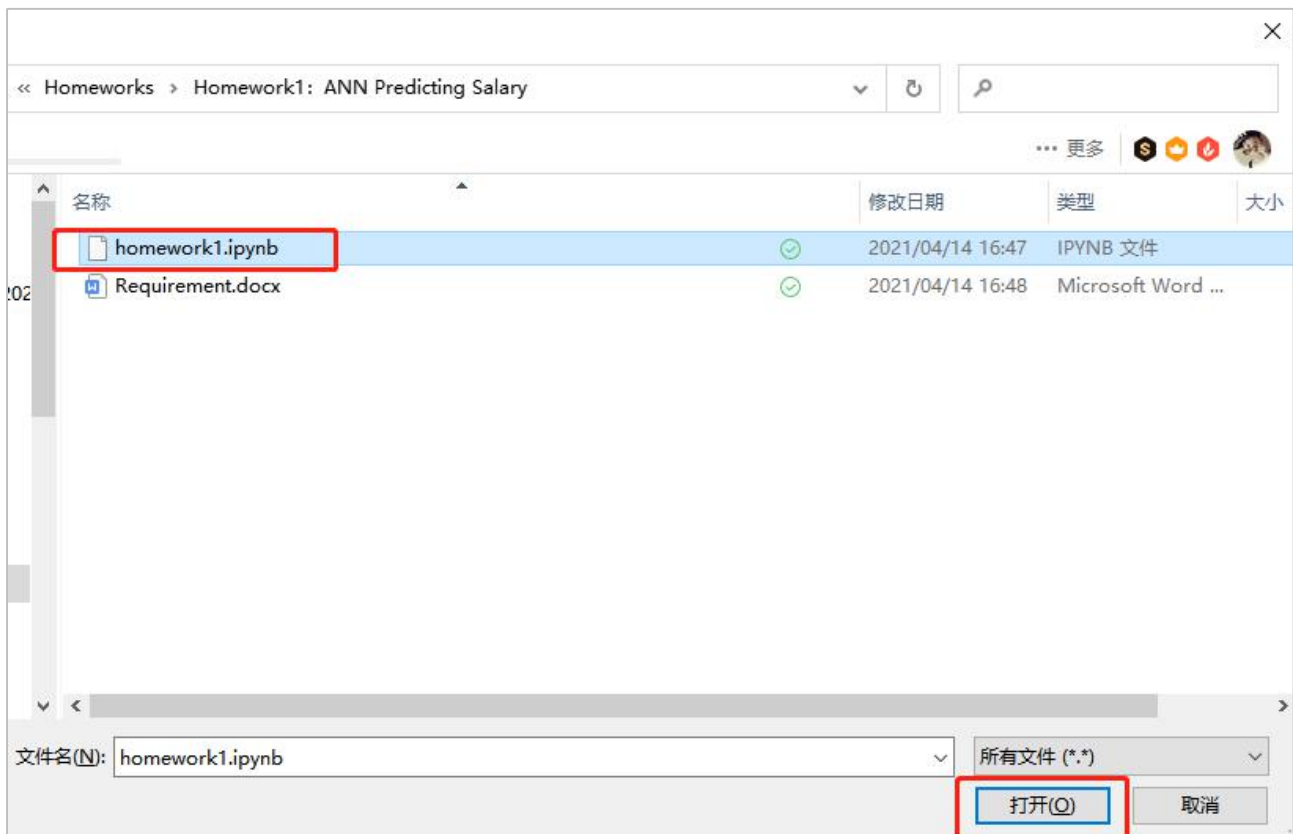 « Homeworks > Homework1：ANN Predicting Salary
••• 更多
名称 修改日期 类型 大小
homework1.ipynb 2021/04/14 16:47 IPYNB 文件
Requirement.docx 2021/04/14 16:48 Microsoft Word ...
文件名(N): homework1.ipynb 所有文件 (*.*)
打开(O) 取消